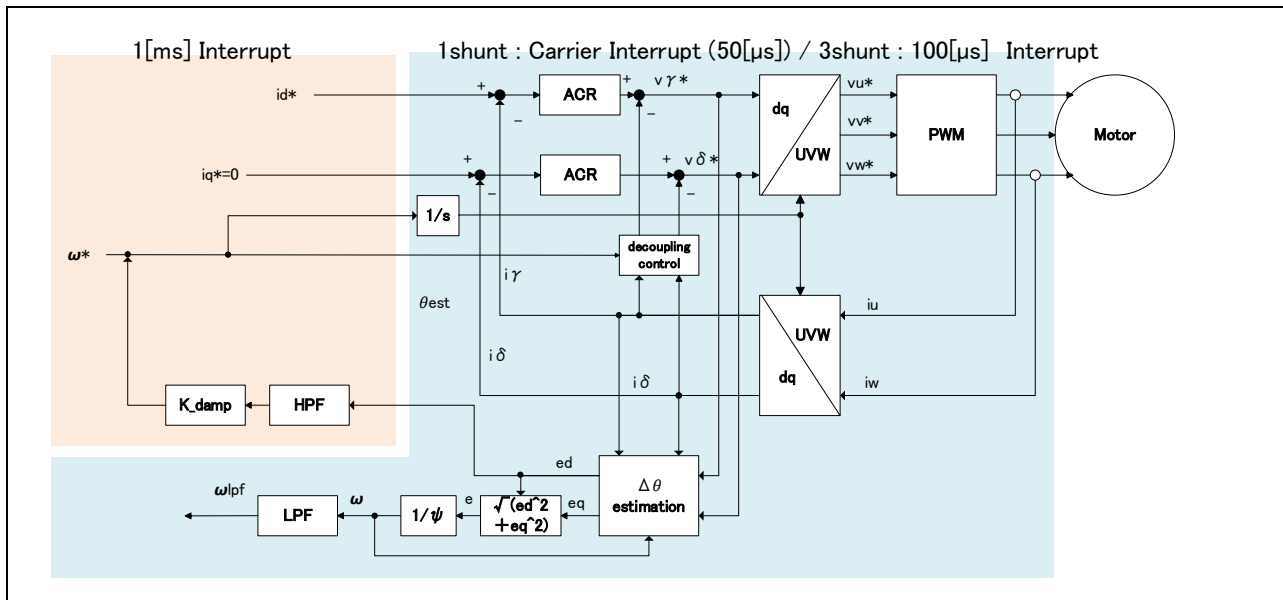 1[ms] Interrupt
1shunt : Carrier Interrupt (50[μs]) / 3shunt : 100[μs] Interrupt
id*
+
−
ACR
+
−
vγ*
dq
UVW
vu*
vv*
vw*
PWM
Motor
iq*=0
+
−
ACR
+
−
vδ*
1/s
ω*
decoupling
control
iγ
θest
iδ
iδ
UVW
dq
iu
iw
K_damp
HPF
ed
Δθ
estimation
ωlpf
LPF
ω
1/ψ
e
√(ed^2
+eq^2)
eq